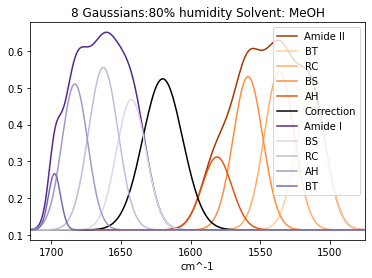 8 Gaussians:80% humidity Solvent: MeOH
0.6
0.5
0.4
0.3
0.2
0.1
1700
1650
1600
1550
1500
cm^-1
Amide II
BT
RC
BS
AH
Correction
Amide I
BS
RC
AH
BT